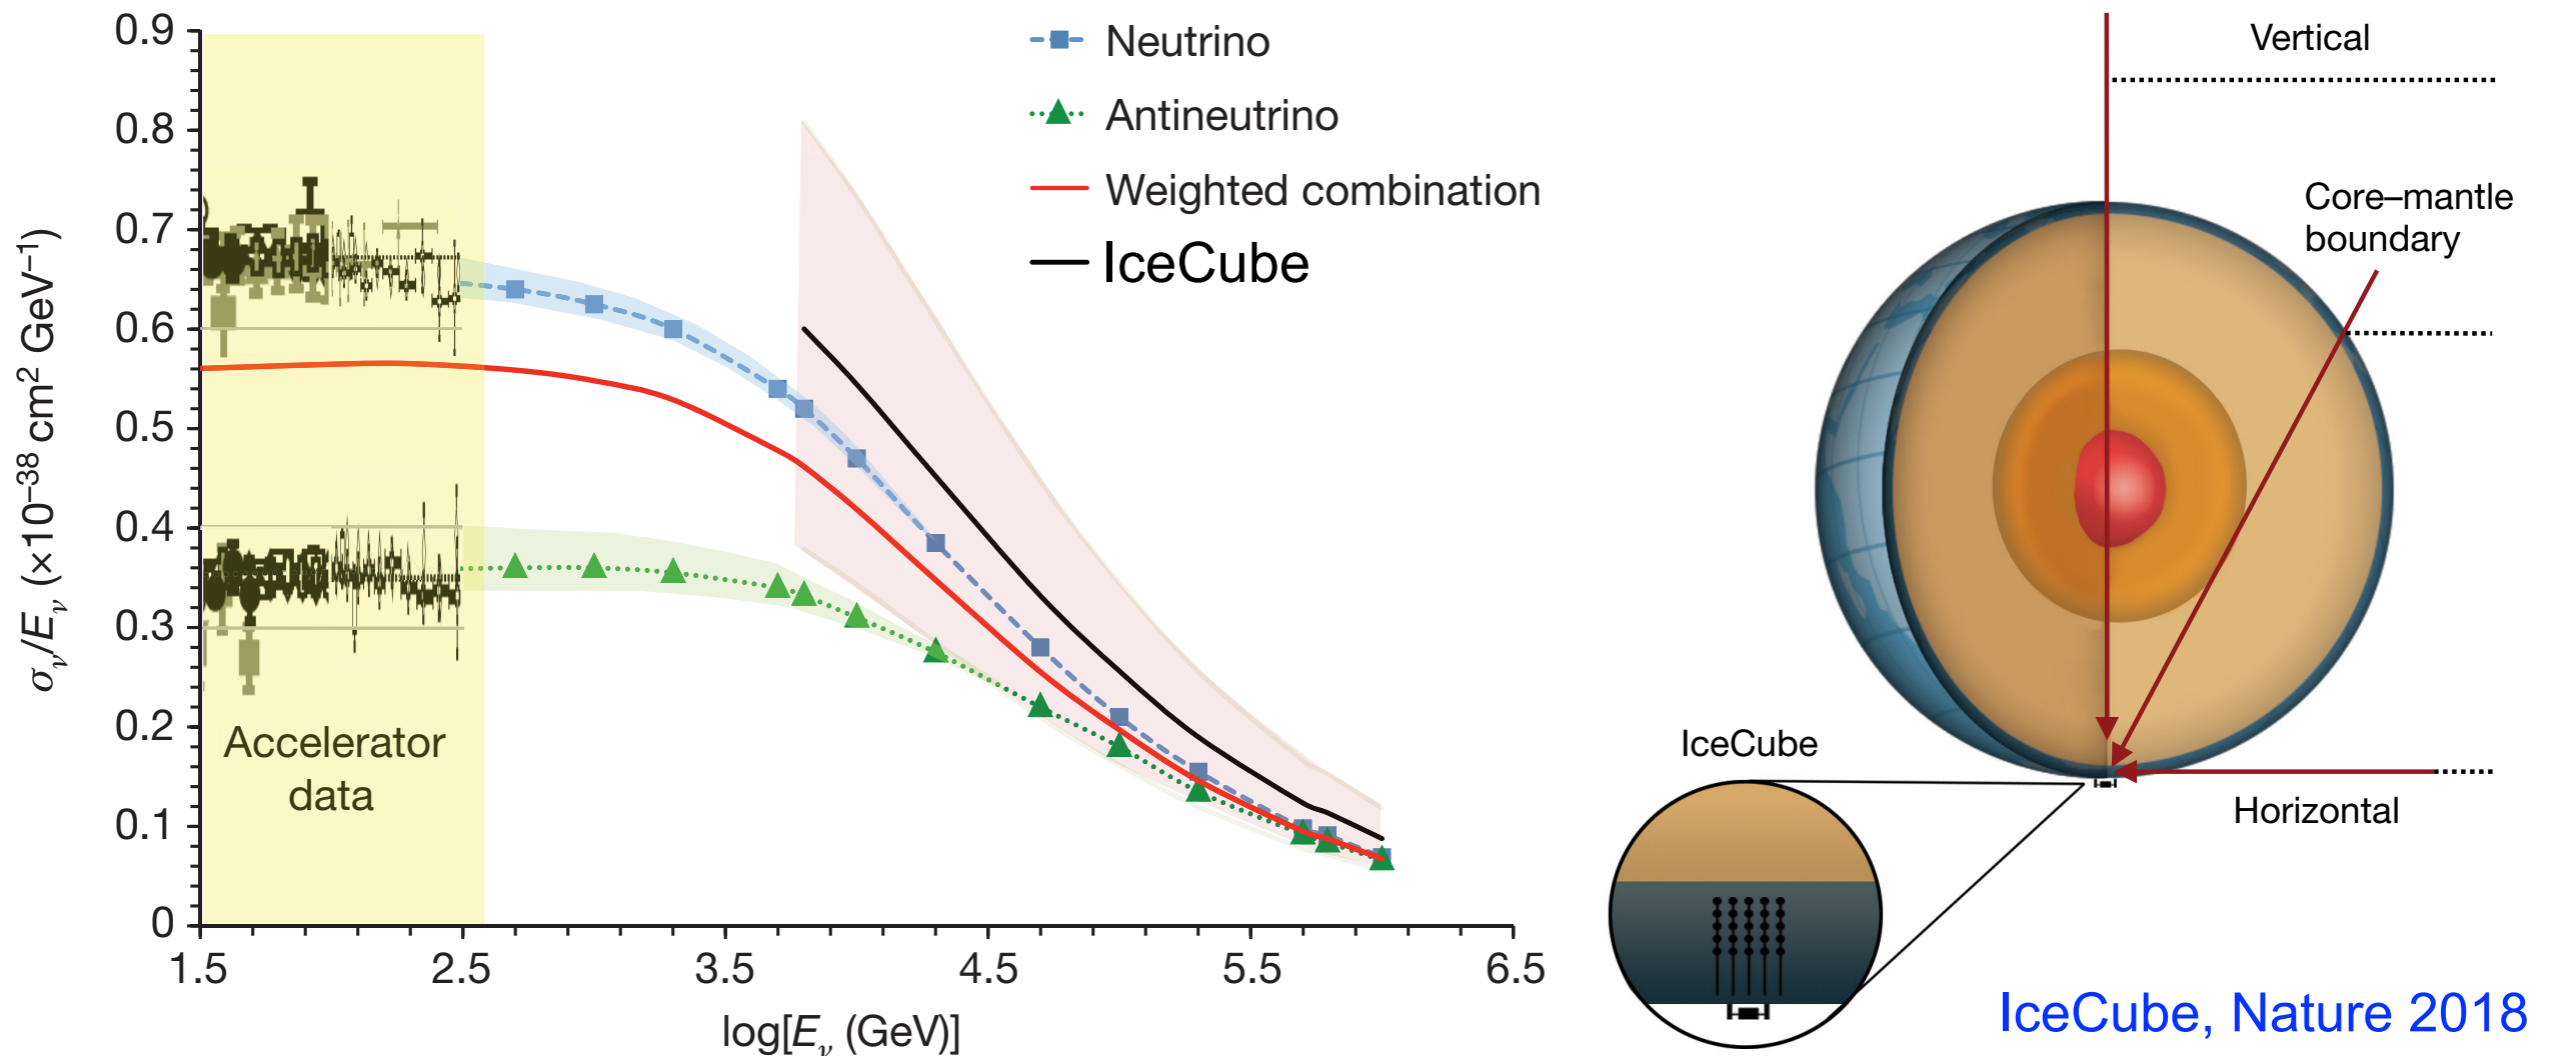 0.9
0.8
0.7
0.6
0.5
0.4
0.3
0.2
0.1
0
σν/Eν (×10⁻³⁸ cm² GeV⁻¹)
1.5 2.5 3.5 4.5 5.5 6.5
log[Eν (GeV)]
Accelerator
data
Neutrino
Antineutrino
Weighted combination
IceCube
Vertical
Core–mantle
boundary
IceCube
Horizontal
IceCube, Nature 2018